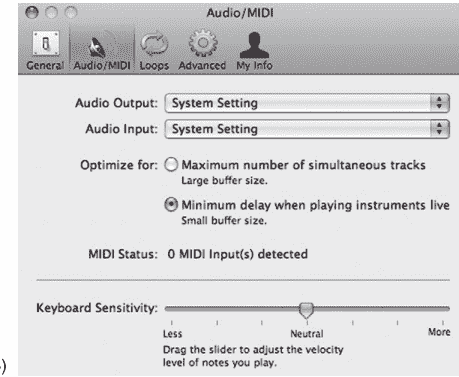 Audio/MIDI
General Audio/MIDI Loops Advanced My Info
Audio Output: System Setting
Audio Input: System Setting
Optimize for: Maximum number of simultaneous tracks
Large buffer size.
Minimum delay when playing instruments live
Small buffer size.
MIDI Status: 0 MIDI Input(s) detected
Keyboard Sensitivity:
Less Neutral More
Drag the slider to adjust the velocity
level of notes you play.